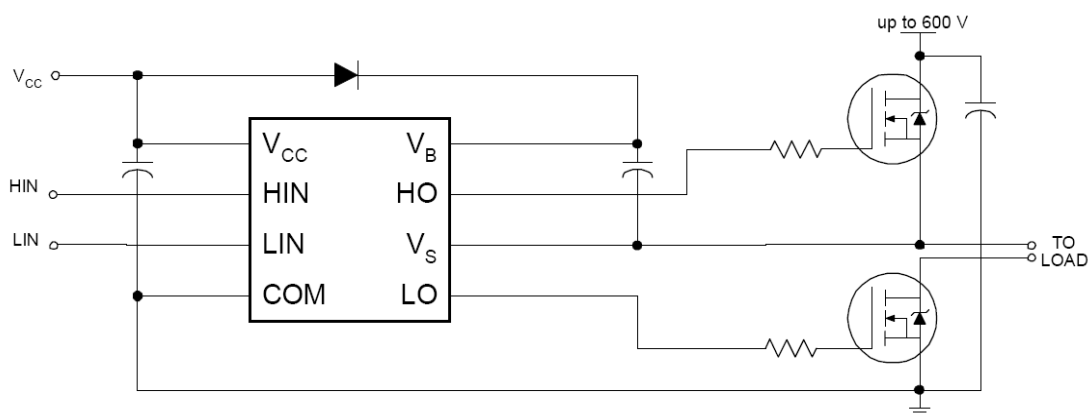 up to 600 V
VCC
VCC VB
HIN HIN HO
LIN LIN VS
TO
LOAD
COM LO